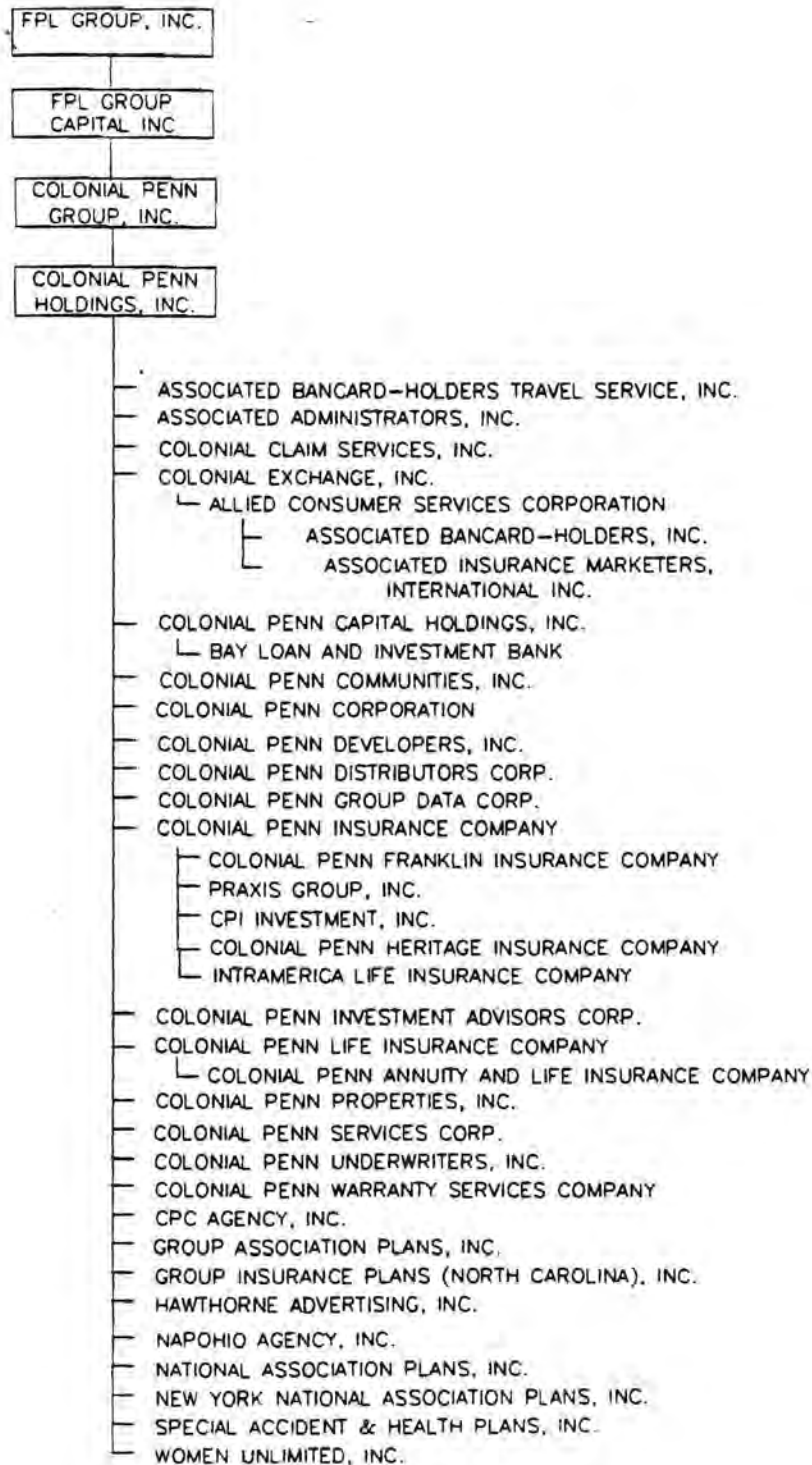 FPL GROUP, INC.
FPL GROUP
CAPITAL INC
COLONIAL PENN
GROUP, INC.
COLONIAL PENN
HOLDINGS, INC.
ASSOCIATED BANCARD-HOLDERS TRAVEL SERVICE, INC.
ASSOCIATED ADMINISTRATORS, INC.
COLONIAL CLAIM SERVICES, INC.
COLONIAL EXCHANGE, INC.
ALLIED CONSUMER SERVICES CORPORATION
ASSOCIATED BANCARD-HOLDERS, INC.
ASSOCIATED INSURANCE MARKETERS,
INTERNATIONAL INC.
COLONIAL PENN CAPITAL HOLDINGS, INC.
BAY LOAN AND INVESTMENT BANK
COLONIAL PENN COMMUNITIES, INC.
COLONIAL PENN CORPORATION
COLONIAL PENN DEVELOPERS, INC.
COLONIAL PENN DISTRIBUTORS CORP.
COLONIAL PENN GROUP DATA CORP.
COLONIAL PENN INSURANCE COMPANY
COLONIAL PENN FRANKLIN INSURANCE COMPANY
PRAXIS GROUP, INC.
CPI INVESTMENT, INC.
COLONIAL PENN HERITAGE INSURANCE COMPANY
INTRAMERICA LIFE INSURANCE COMPANY
COLONIAL PENN INVESTMENT ADVISORS CORP.
COLONIAL PENN LIFE INSURANCE COMPANY
COLONIAL PENN ANNUITY AND LIFE INSURANCE COMPANY
COLONIAL PENN PROPERTIES, INC.
COLONIAL PENN SERVICES CORP.
COLONIAL PENN UNDERWRITERS, INC.
COLONIAL PENN WARRANTY SERVICES COMPANY
CPC AGENCY, INC.
GROUP ASSOCIATION PLANS, INC.
GROUP INSURANCE PLANS (NORTH CAROLINA), INC.
HAWTHORNE ADVERTISING, INC.
NAPOHIO AGENCY, INC.
NATIONAL ASSOCIATION PLANS, INC.
NEW YORK NATIONAL ASSOCIATION PLANS, INC.
SPECIAL ACCIDENT & HEALTH PLANS, INC.
WOMEN UNLIMITED, INC.